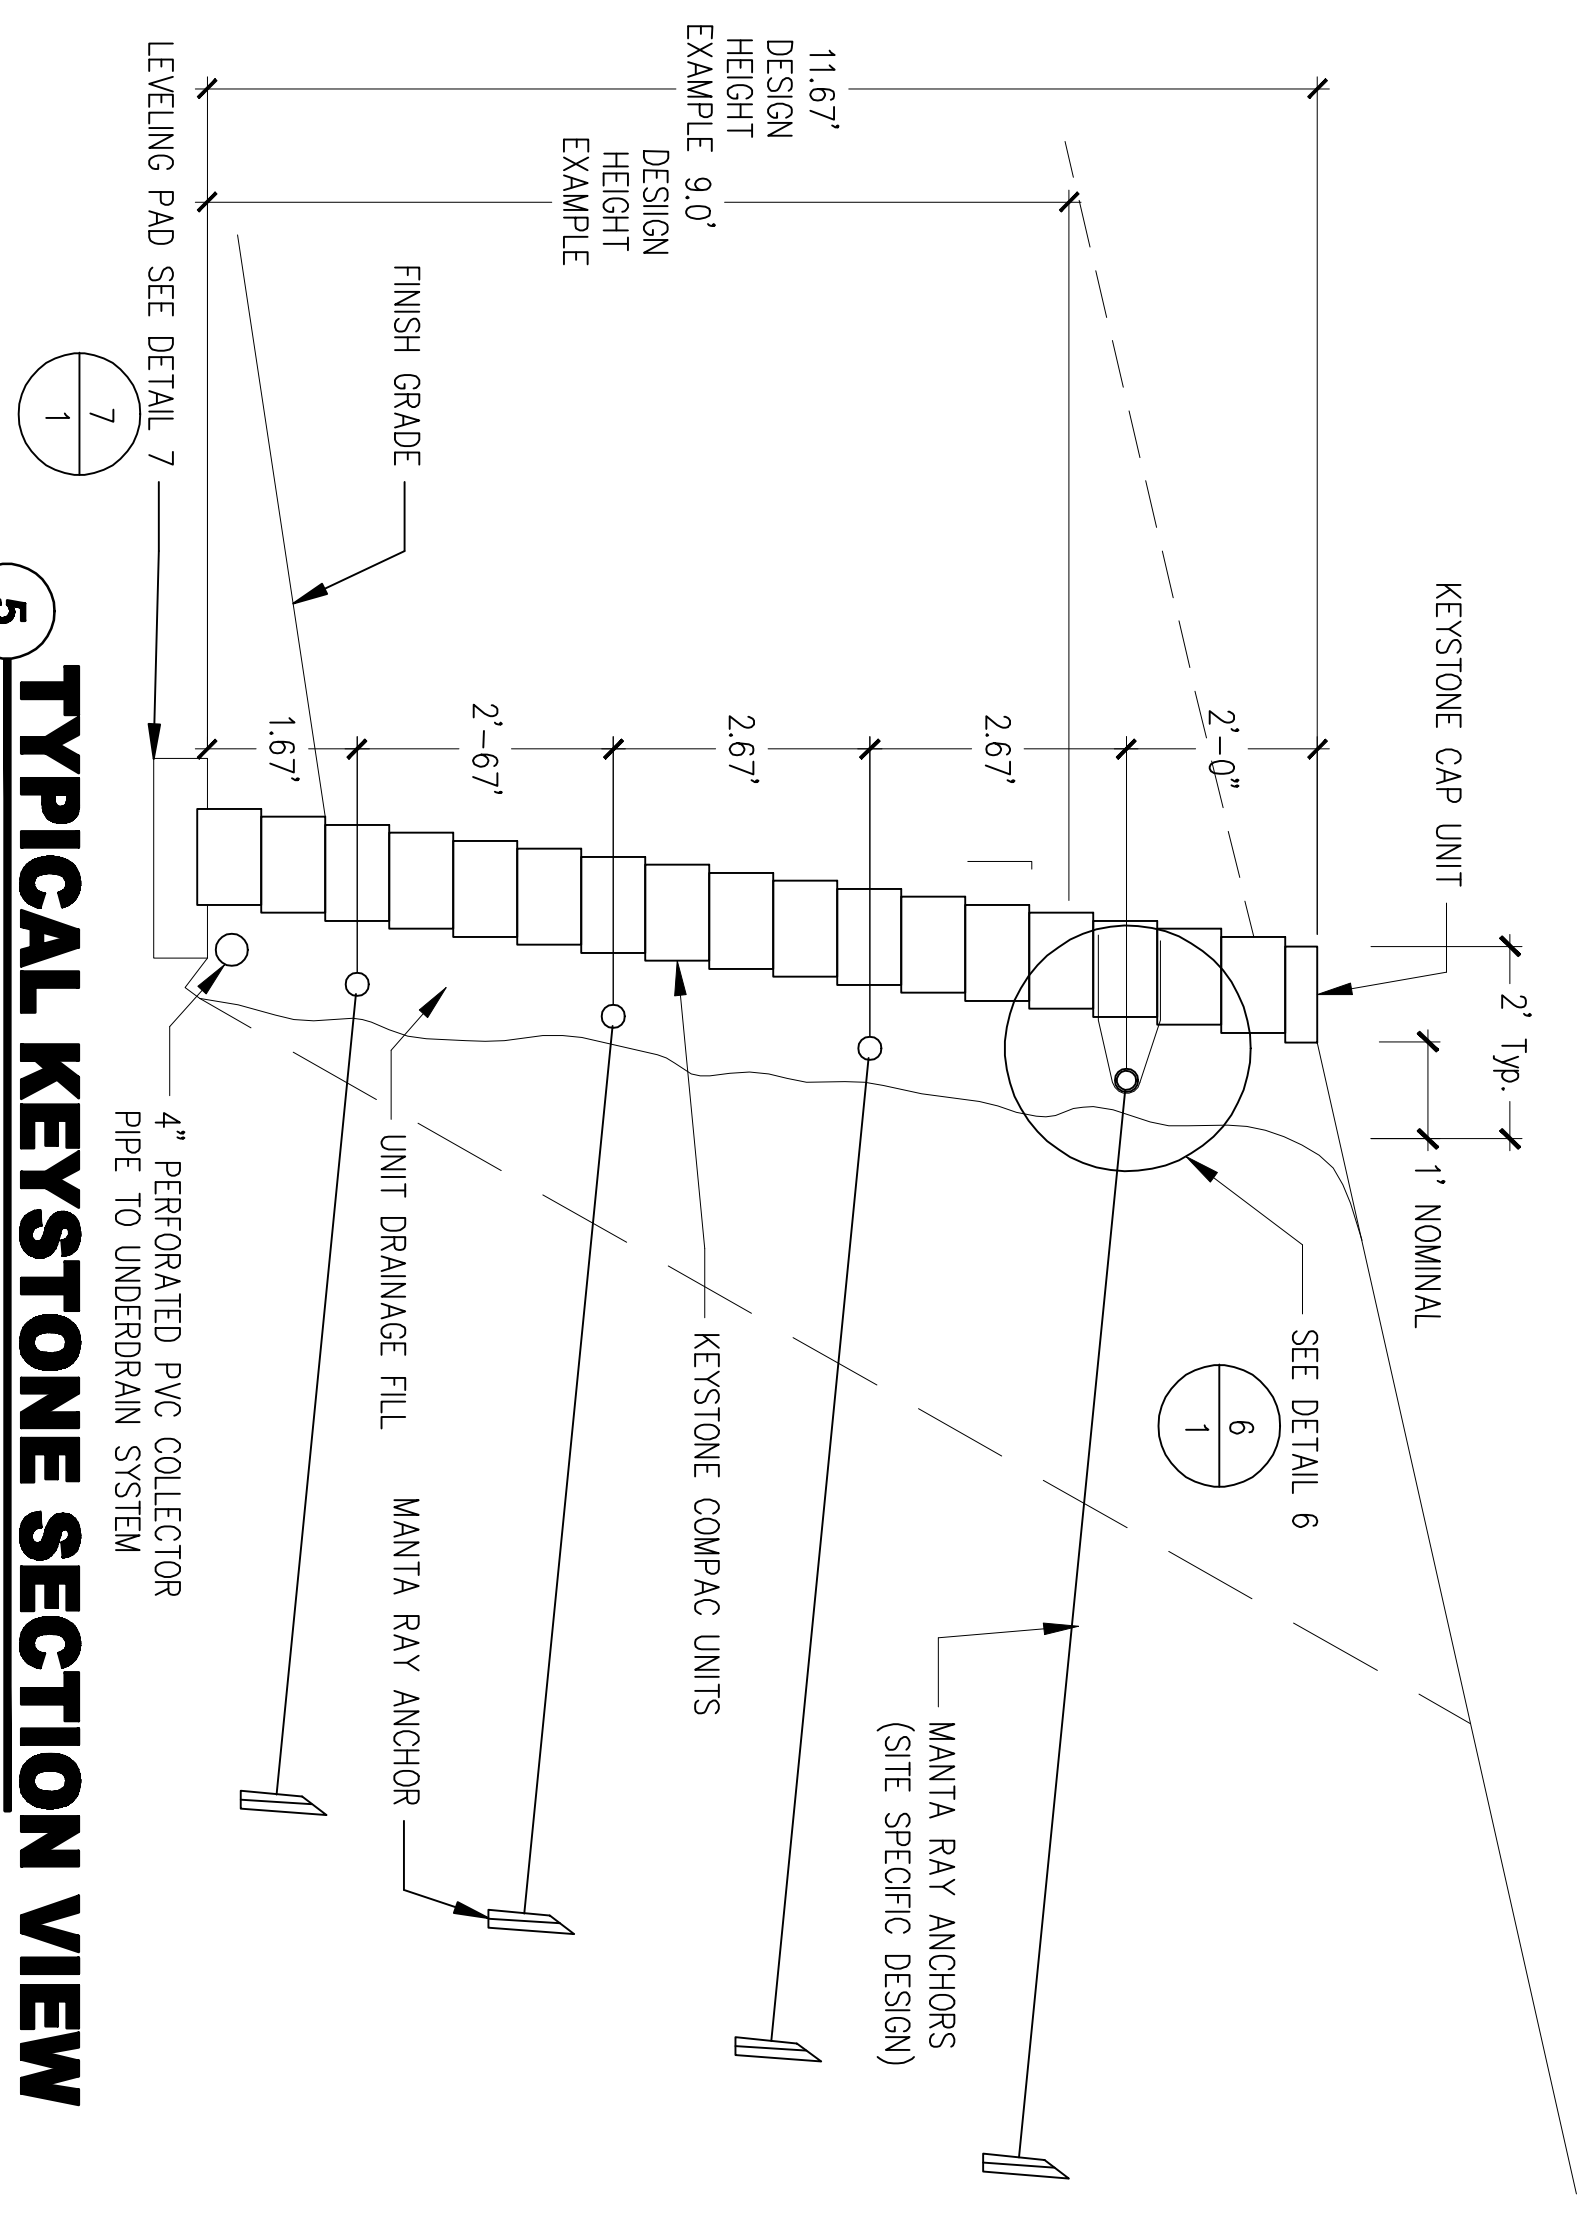 KEYSTONE CAP UNIT
2' Typ.
1' NOMINAL
SEE DETAIL 6
6
1
2'-0"
2.67'
2.67'
2'-67'
1.67'
11.67'
DESIGN
HEIGHT
EXAMPLE
9.0'
DESIIGN
HEIGHT
EXAMPLE
MANTA RAY ANCHORS
(SITE SPECIFIC DESIGN)
KEYSTONE COMPAC UNITS
FINISH GRADE
UNIT DRAINAGE FILL
MANTA RAY ANCHOR
LEVELING PAD SEE DETAIL 7
7
1
4" PERFORATED PVC COLLECTOR
PIPE TO UNDERDRAIN SYSTEM
5
TYPICAL KEYSTONE SECTION VIEW